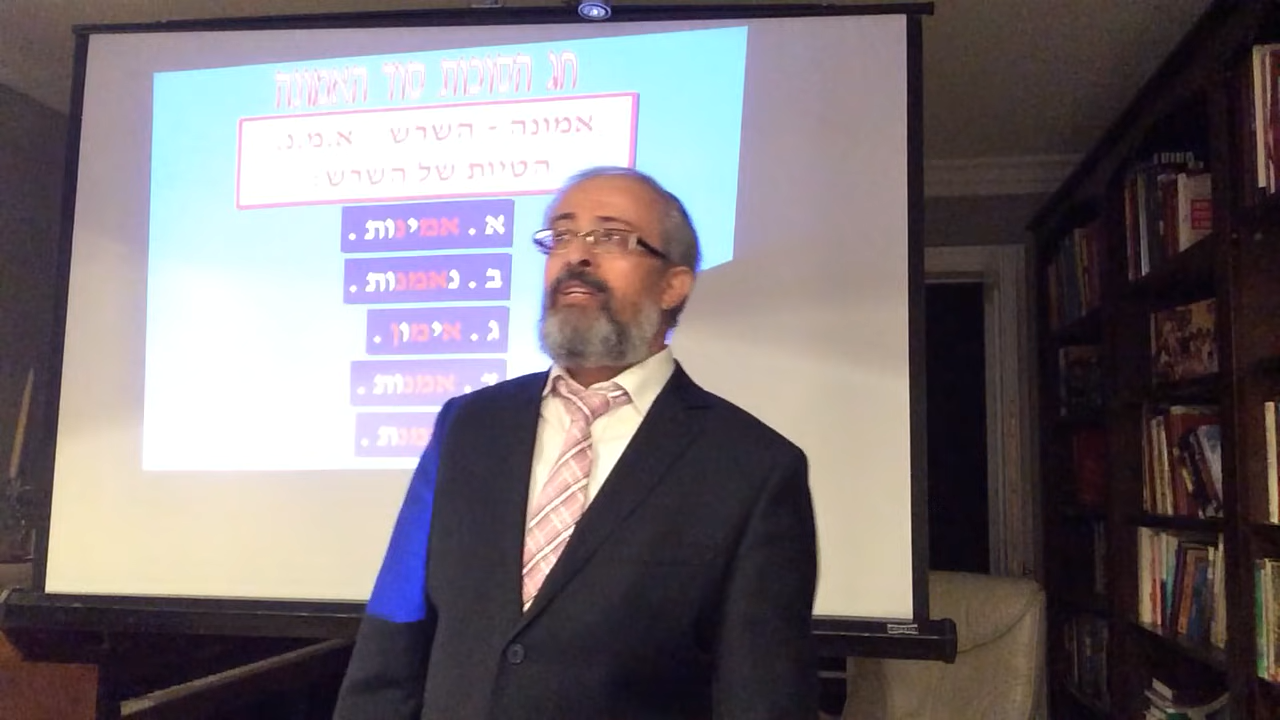 חג הסוכות סוד האמונה
אמונה - השרש א.מ.נ.
הטיות של השרש:
א. אמינות.
ב. נאמנות.
ג. אימון.
אמנות.